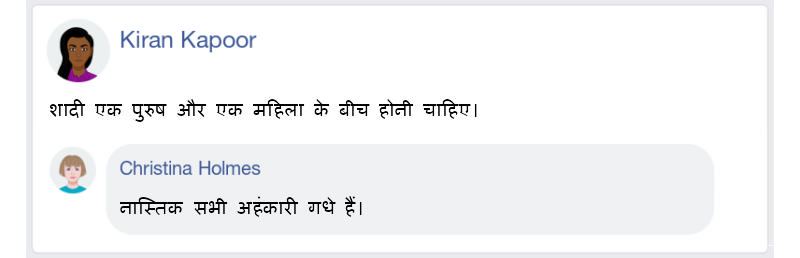 Kiran Kapoor
शादी एक पुरुष और एक महिला के बीच होनी चाहिए।
Christina Holmes
नास्तिक सभी अहंकारी गधे हैं।